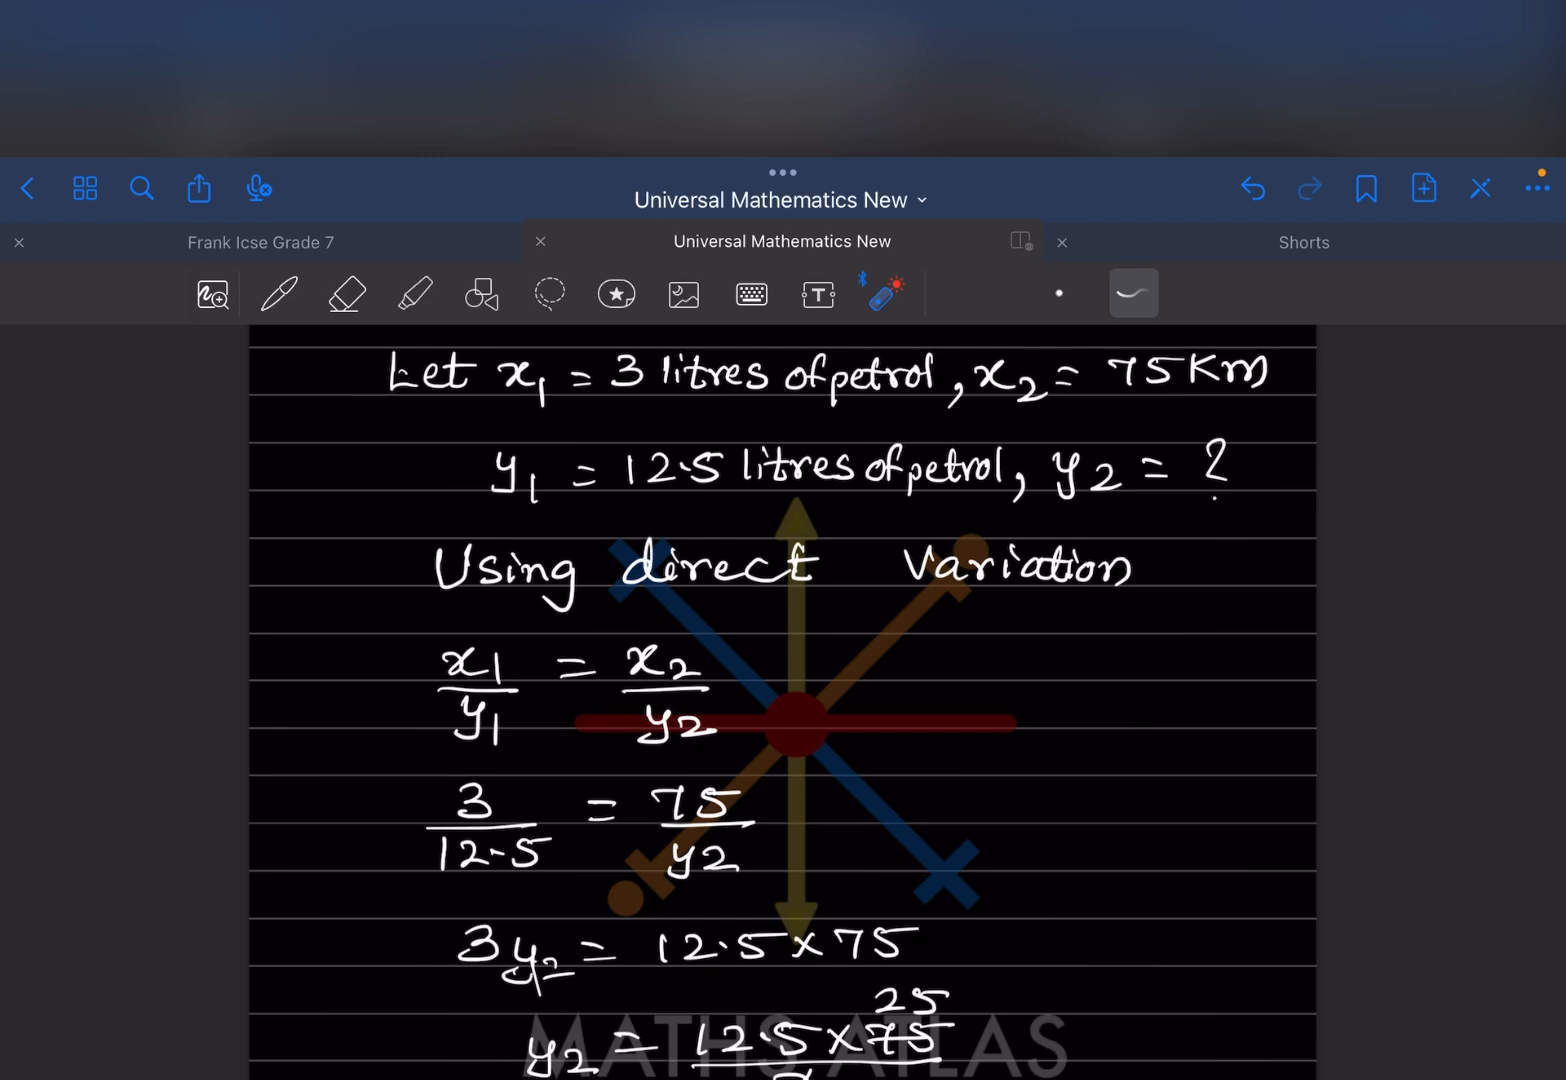 Universal Mathematics New
Frank Icse Grade 7
Universal Mathematics New
Shorts
Let x₁ = 3 litres of petrol, x₂ = 75 Km
y₁ = 12.5 litres of petrol, y₂ = ?
Using direct variation
x₁/y₁ = x₂/y₂
3/12.5 = 75/y₂
3y₂ = 12.5 × 75
25
y₂ = 12.5 × 75
MATHS ATLAS